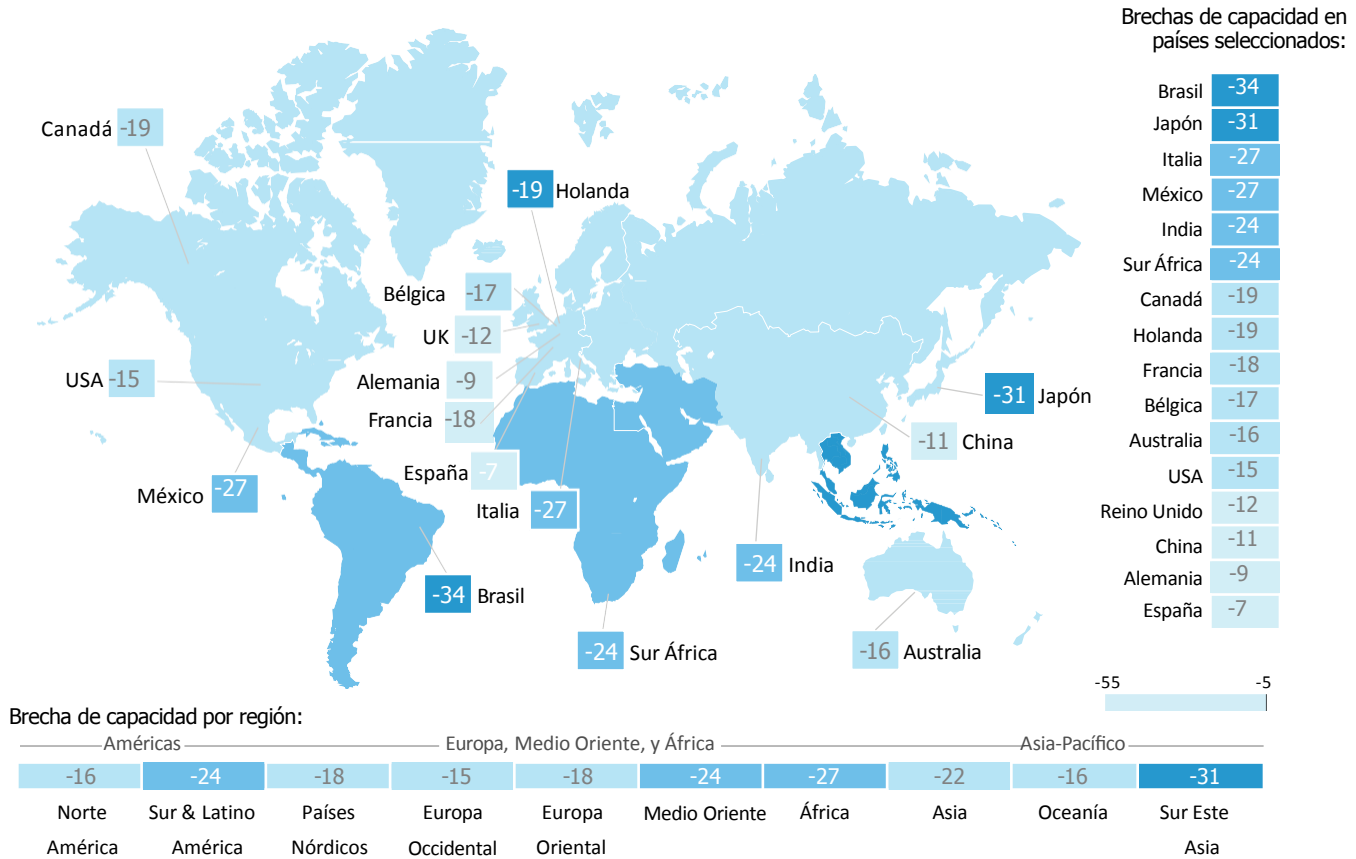 Brechas de capacidad en
países seleccionados:
Brasil -34
Japón -31
Italia -27
México -27
India -24
Sur África -24
Canadá -19
Holanda -19
Francia -18
Bélgica -17
Australia -16
USA -15
Reino Unido -12
China -11
Alemania -9
España -7
-55 -5
Canadá -19
-19 Holanda
Bélgica -17
UK -12
USA -15
Alemania -9
-31 Japón
Francia -18
-11 China
España -7
México -27
Italia -27
-24 India
-34 Brasil
-24 Sur África
-16 Australia
Brecha de capacidad por región:
Américas Europa, Medio Oriente, y África Asia-Pacífico
-16 -24 -18 -15 -18 -24 -27 -22 -16 -31
Norte Sur & Latino Países Europa Europa Medio Oriente África Asia Oceanía Sur Este
América América Nórdicos Occidental Oriental Asia